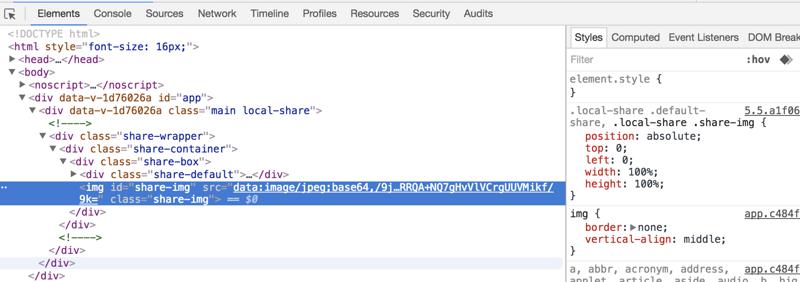 Elements Console Sources Network Timeline Profiles Resources Security Audits
<!DOCTYPE html>
<html style="font-size: 16px;">
<head>…</head>
<body>
<noscript>…</noscript>
<div data-v-1d76026a id="app">
<div data-v-1d76026a class="main local-share">
<!---->
<div class="share-wrapper">
<div class="share-container">
<div class="share-box">
<div class="share-default">…</div>
<img id="share-img" src="data:image/jpeg;base64,/9j…RRQA+NQ7gHvVlVCrgUUVMikf/
9k=" class="share-img"> == $0
</div>
</div>
<!---->
</div>
</div>
</div>
Styles Computed Event Listeners DOM Break
Filter :hov
element.style {
}
.local-share .default- 5.5.a1f06
share, .local-share .share-img {
position: absolute;
top: 0;
left: 0;
width: 100%;
height: 100%;
}
img { app.c484f
border: none;
vertical-align: middle;
}
a, abbr, acronym, address, app.c484f
applet, article, aside, audio, b, big,